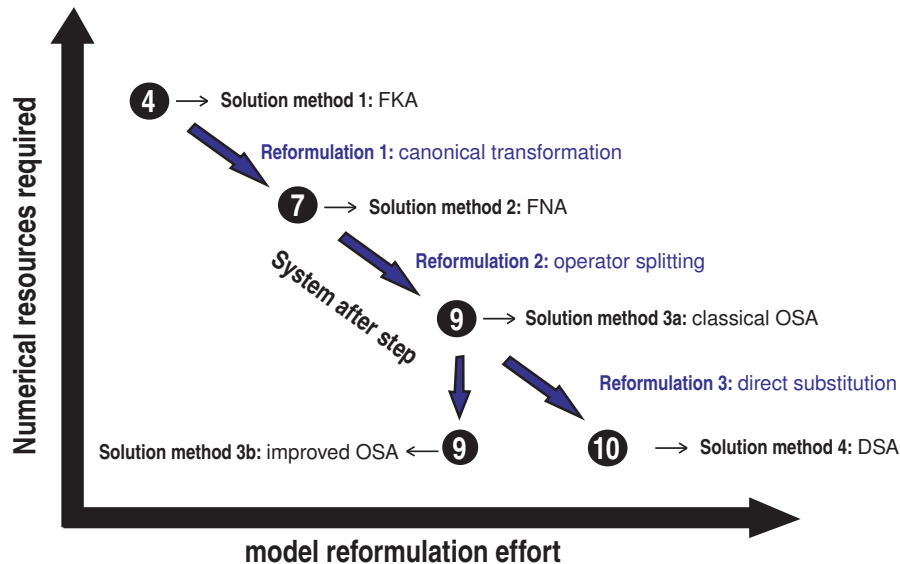 Numerical resources required
4
Solution method 1: FKA
Reformulation 1: canonical transformation
7
Solution method 2: FNA
Reformulation 2: operator splitting
System after step
9
Solution method 3a: classical OSA
Reformulation 3: direct substitution
Solution method 3b: improved OSA
9
10
Solution method 4: DSA
model reformulation effort